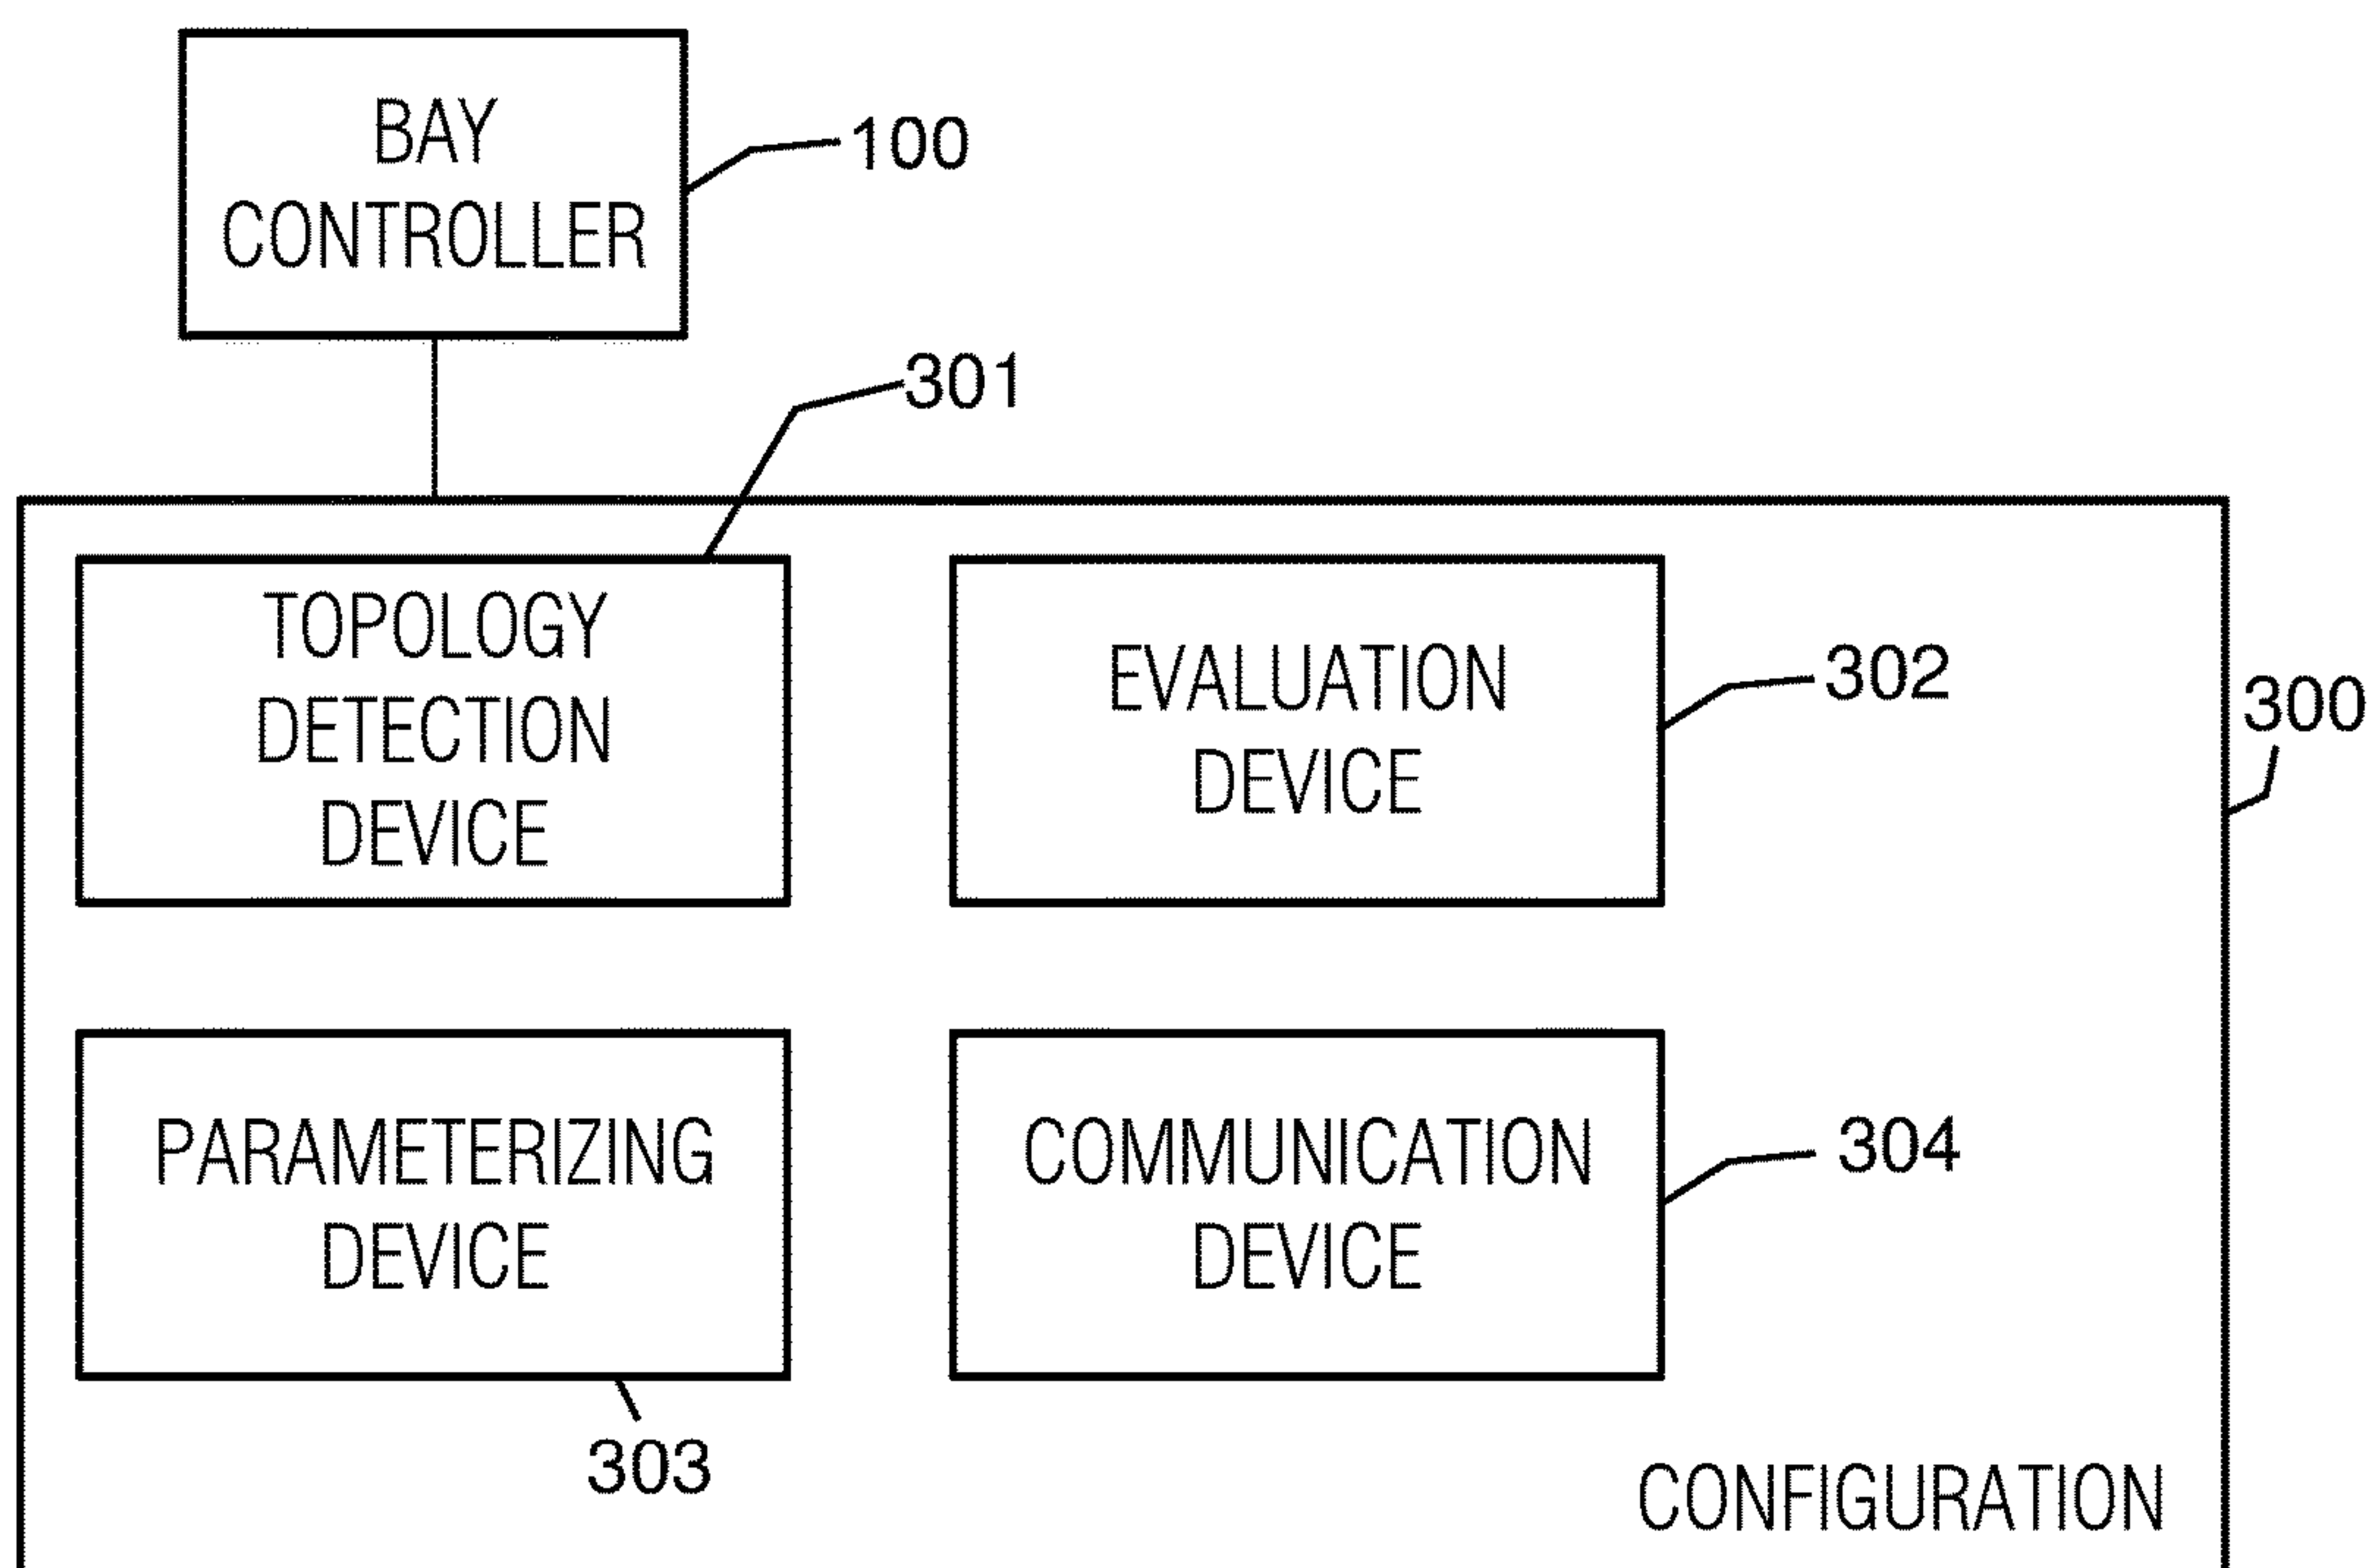 BAY
CONTROLLER
100
301
TOPOLOGY
DETECTION
DEVICE
EVALUATION
DEVICE
302
300
PARAMETERIZING
DEVICE
303
COMMUNICATION
DEVICE
304
CONFIGURATION